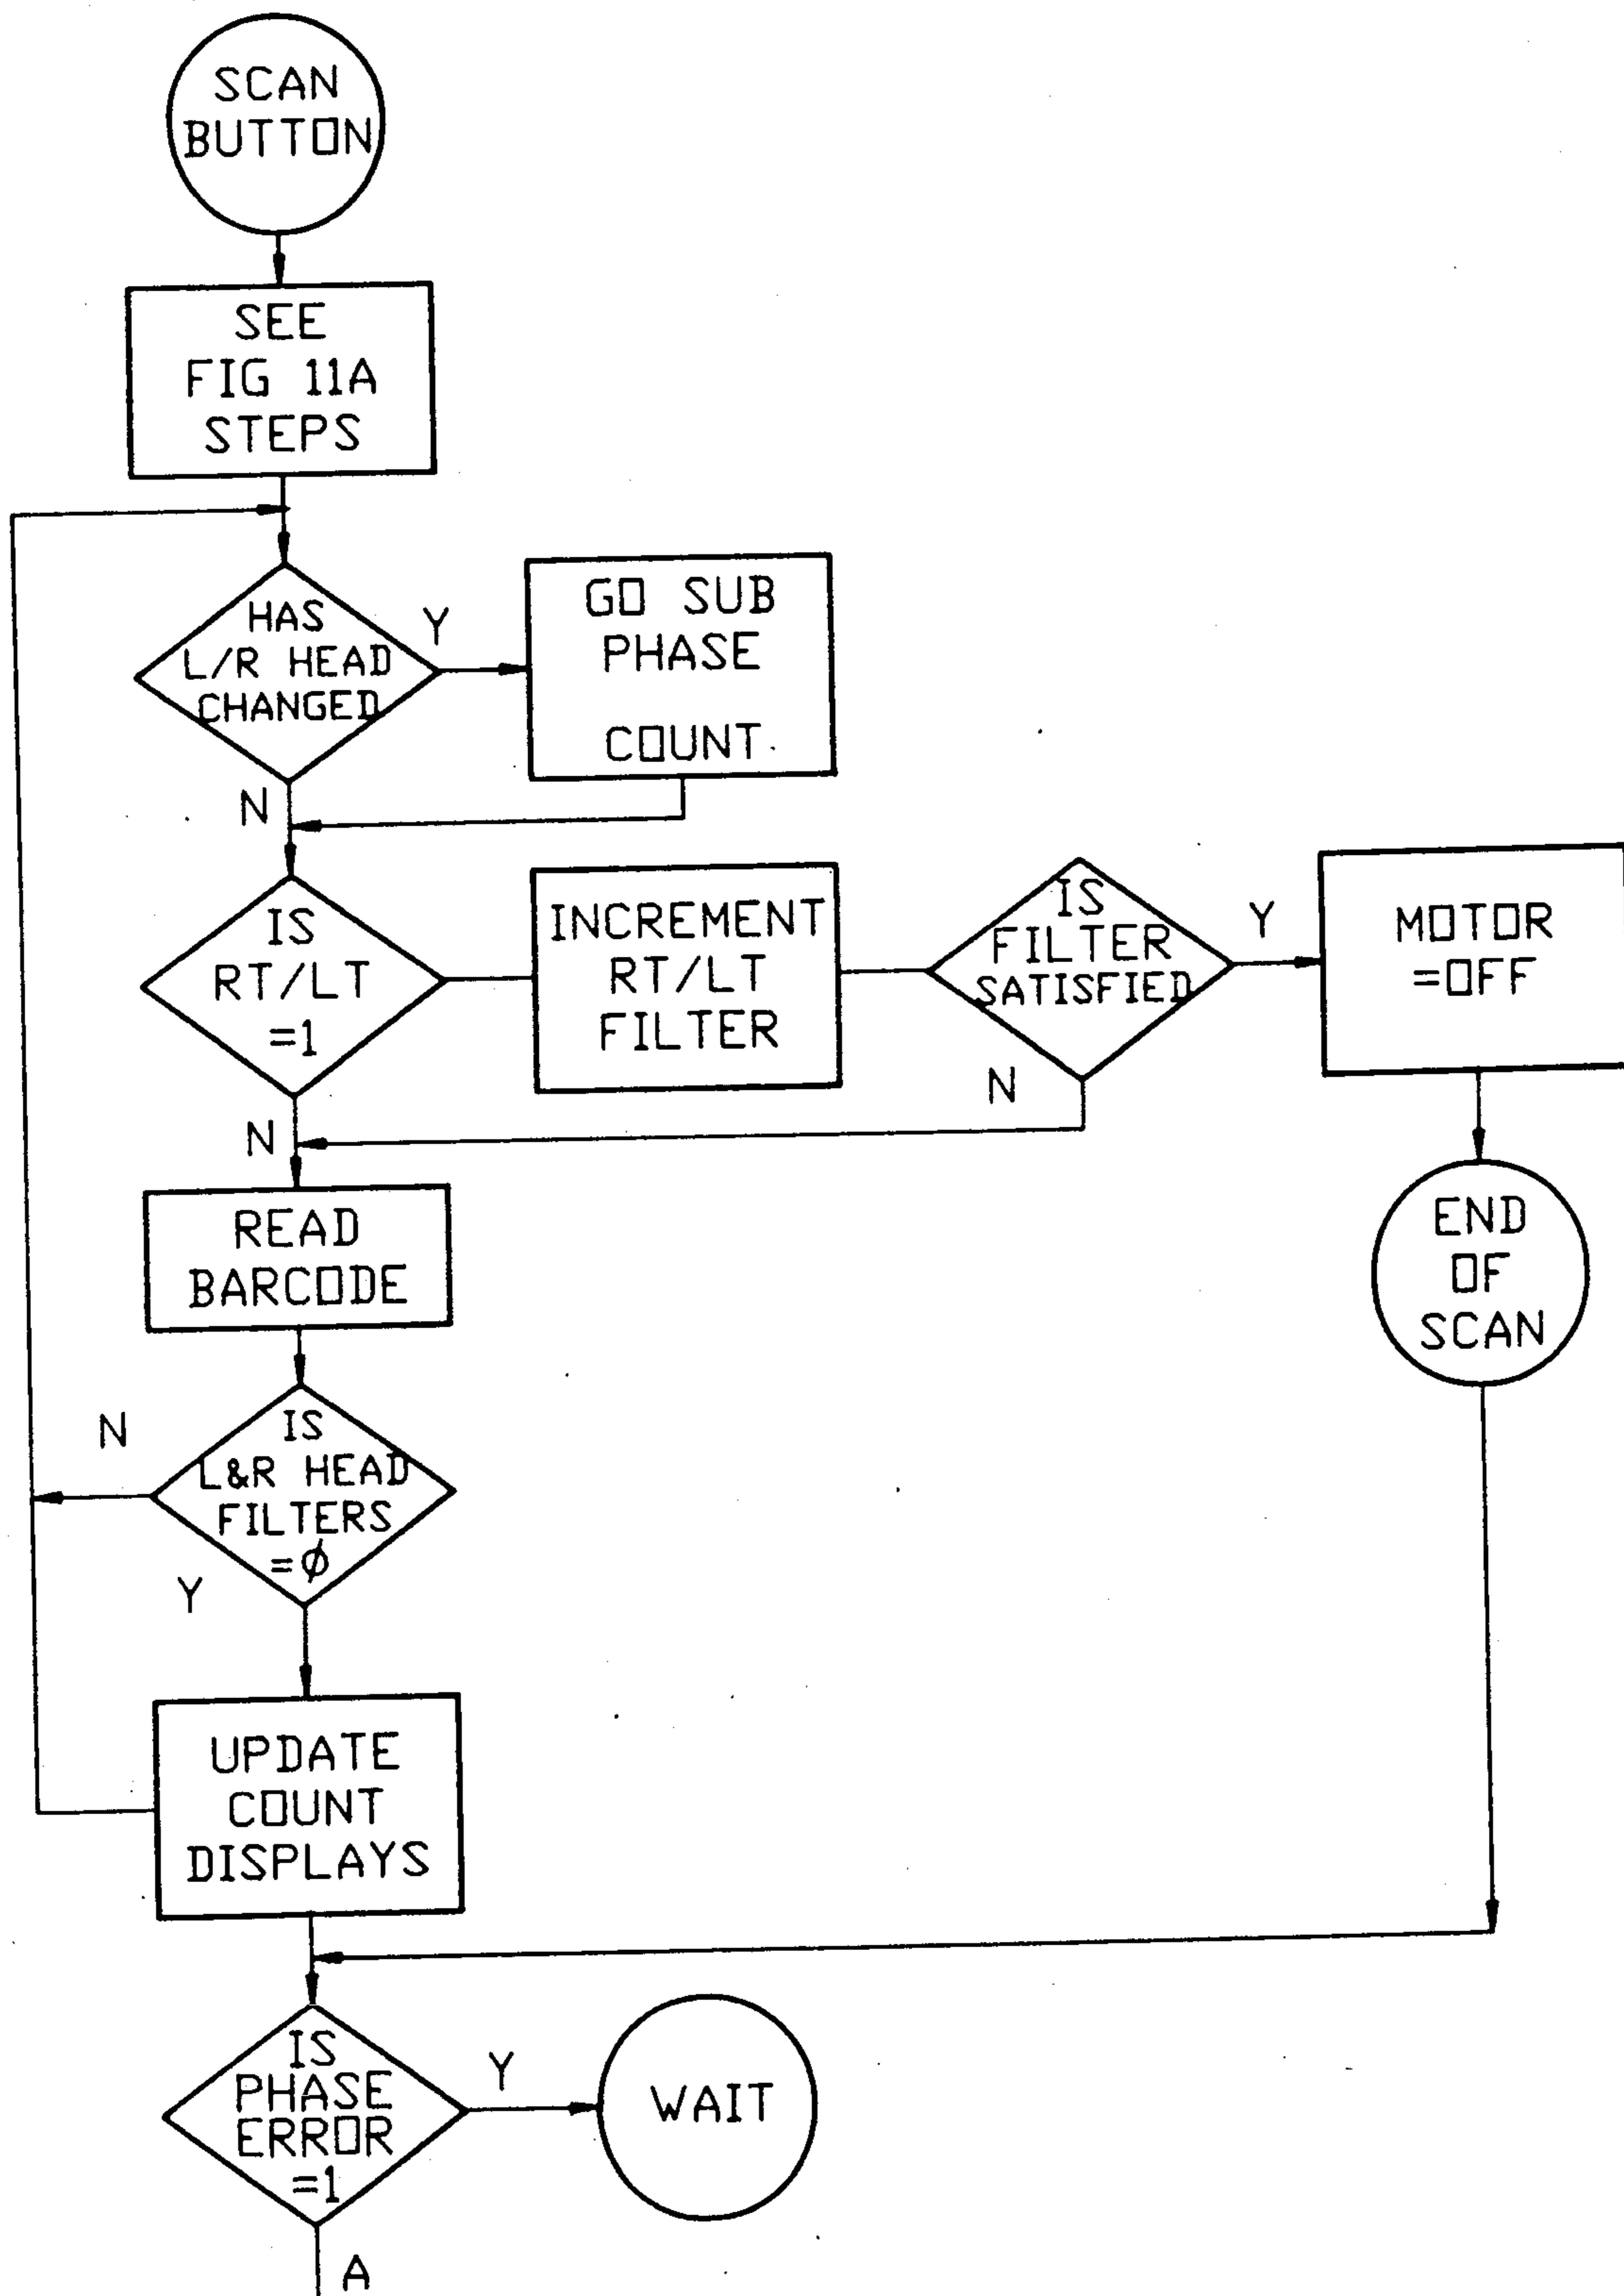 SCAN
BUTTON
SEE
FIG 11A
STEPS
HAS
L/R HEAD
CHANGED
Y
GO SUB
PHASE
COUNT
N
IS
RT/LT
=1
INCREMENT
RT/LT
FILTER
IS
FILTER
SATISFIED
Y
MOTOR
=OFF
N
N
READ
BARCODE
END
OF
SCAN
N
IS
L&R HEAD
FILTERS
=ϕ
Y
UPDATE
COUNT
DISPLAYS
IS
PHASE
ERROR
=1
Y
WAIT
A